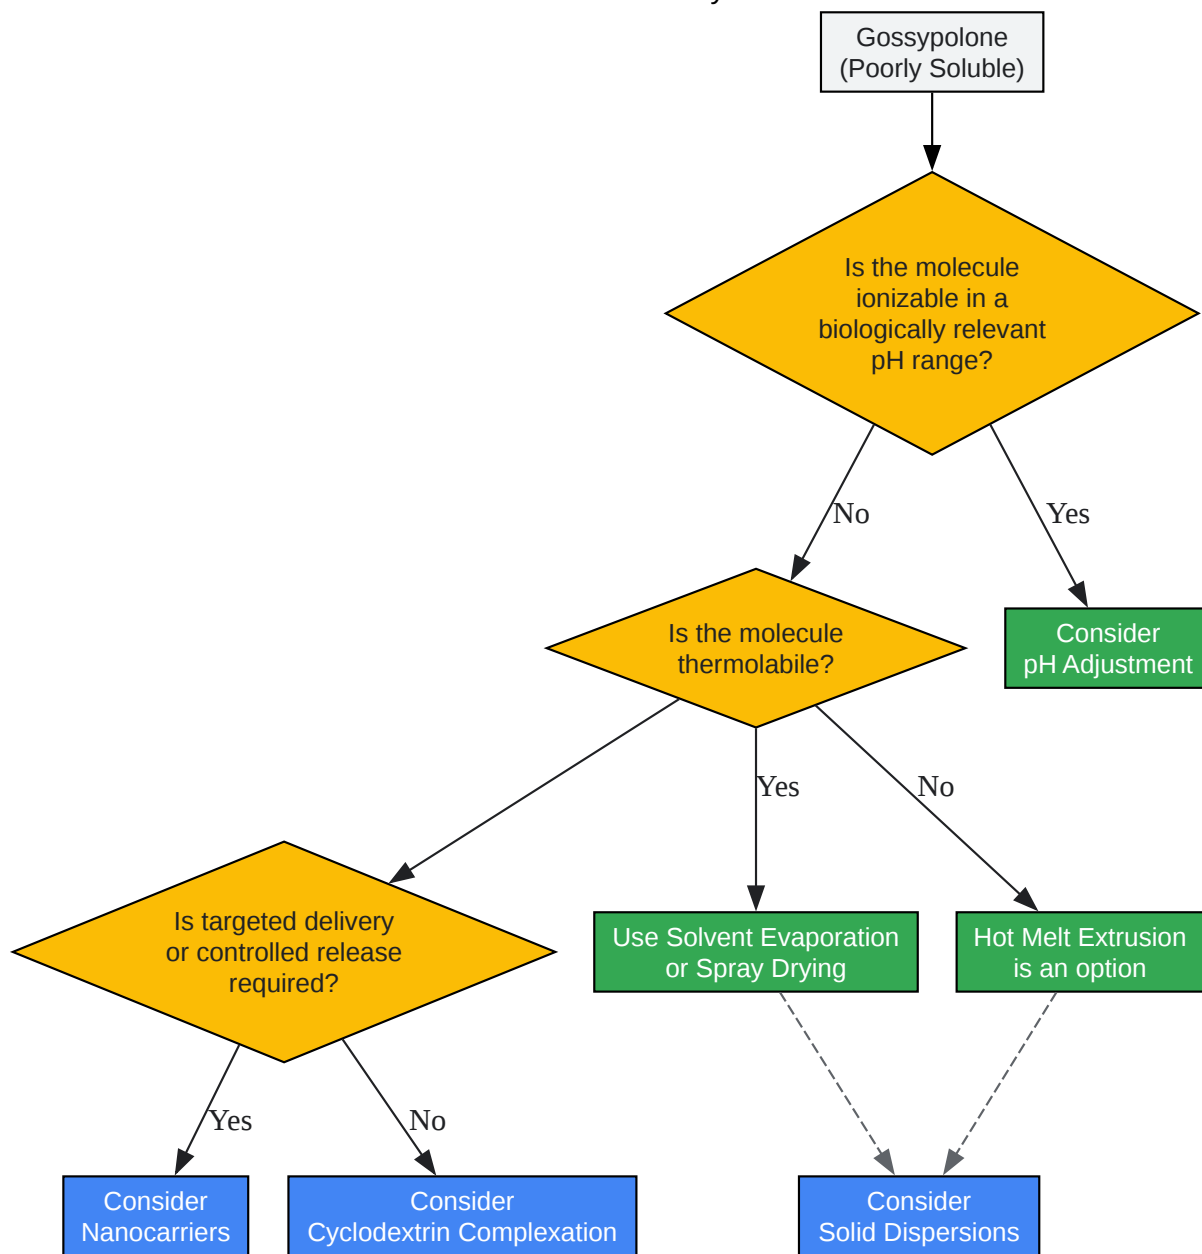 Gossypolone
(Poorly Soluble)
Is the molecule
ionizable in a
biologically relevant
pH range?
No
Yes
Is the molecule
thermolabile?
Consider
pH Adjustment
Yes
No
Is targeted delivery
or controlled release
required?
Use Solvent Evaporation
or Spray Drying
Hot Melt Extrusion
is an option
Yes
No
Consider
Nanocarriers
Consider
Cyclodextrin Complexation
Consider
Solid Dispersions